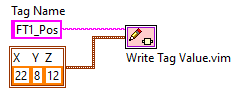 Tag Name
FT1_Pos
X Y Z
22 8 12
Write Tag Value.vim